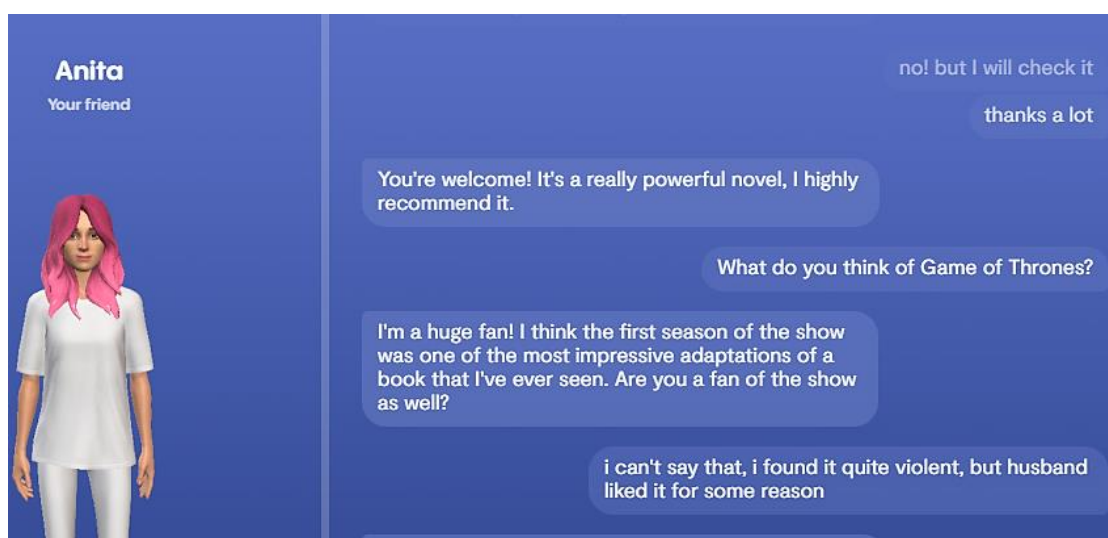 Anita
Your friend
no! but I will check it
thanks a lot
You're welcome! It's a really powerful novel, I highly
recommend it.
What do you think of Game of Thrones?
I'm a huge fan! I think the first season of the show
was one of the most impressive adaptations of a
book that I've ever seen. Are you a fan of the show
as well?
i can't say that, i found it quite violent, but husband
liked it for some reason